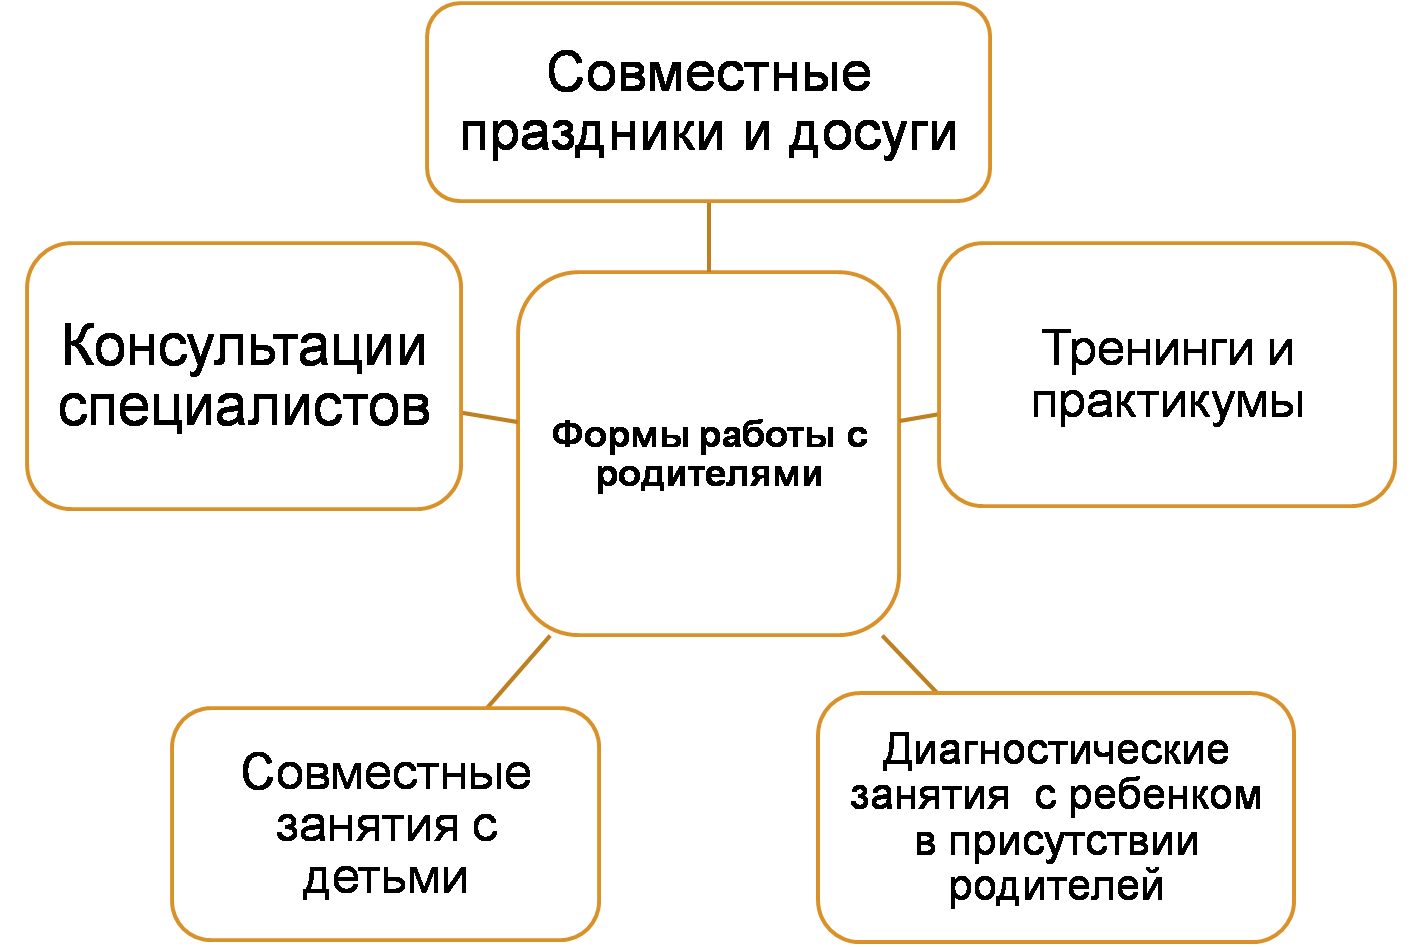 Совместные
праздники и досуги
Консультации
специалистов
Формы работы с
родителями
Тренинги и
практикумы
Совместные
занятия с
детьми
Диагностические
занятия  с ребенком
в присутствии
родителей